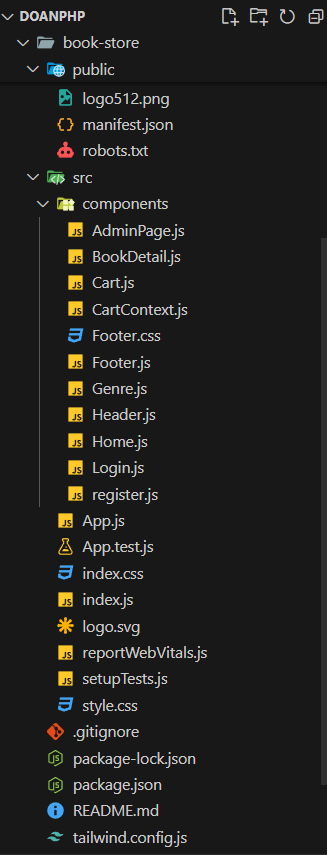 DOANPHP
book-store
public
logo512.png
manifest.json
robots.txt
src
components
AdminPage.js
BookDetail.js
Cart.js
CartContext.js
Footer.css
Footer.js
Genre.js
Header.js
Home.js
Login.js
register.js
App.js
App.test.js
index.css
index.js
logo.svg
reportWebVitals.js
setupTests.js
style.css
.gitignore
package-lock.json
package.json
README.md
tailwind.config.js